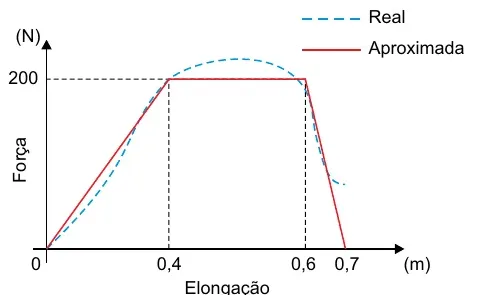 Real
Aproximada
(N)
200
Força
0
0,4
0,6
0,7
(m)
Elongação